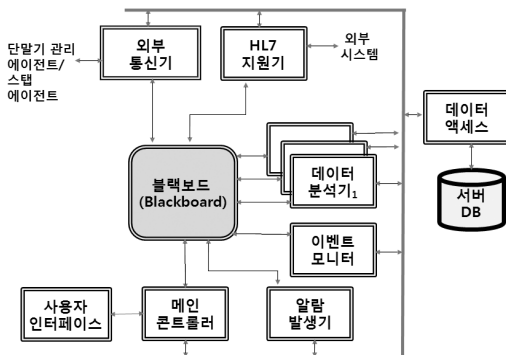 단말기 관리
에이전트/
스탭
에이전트
외부
통신기
HL7
지원기
외부
시스템
데이터
액세스
서버
DB
블랙보드
(Blackboard)
데이터
분석기₁
이벤트
모니터
사용자
인터페이스
메인
콘트롤러
알람
발생기